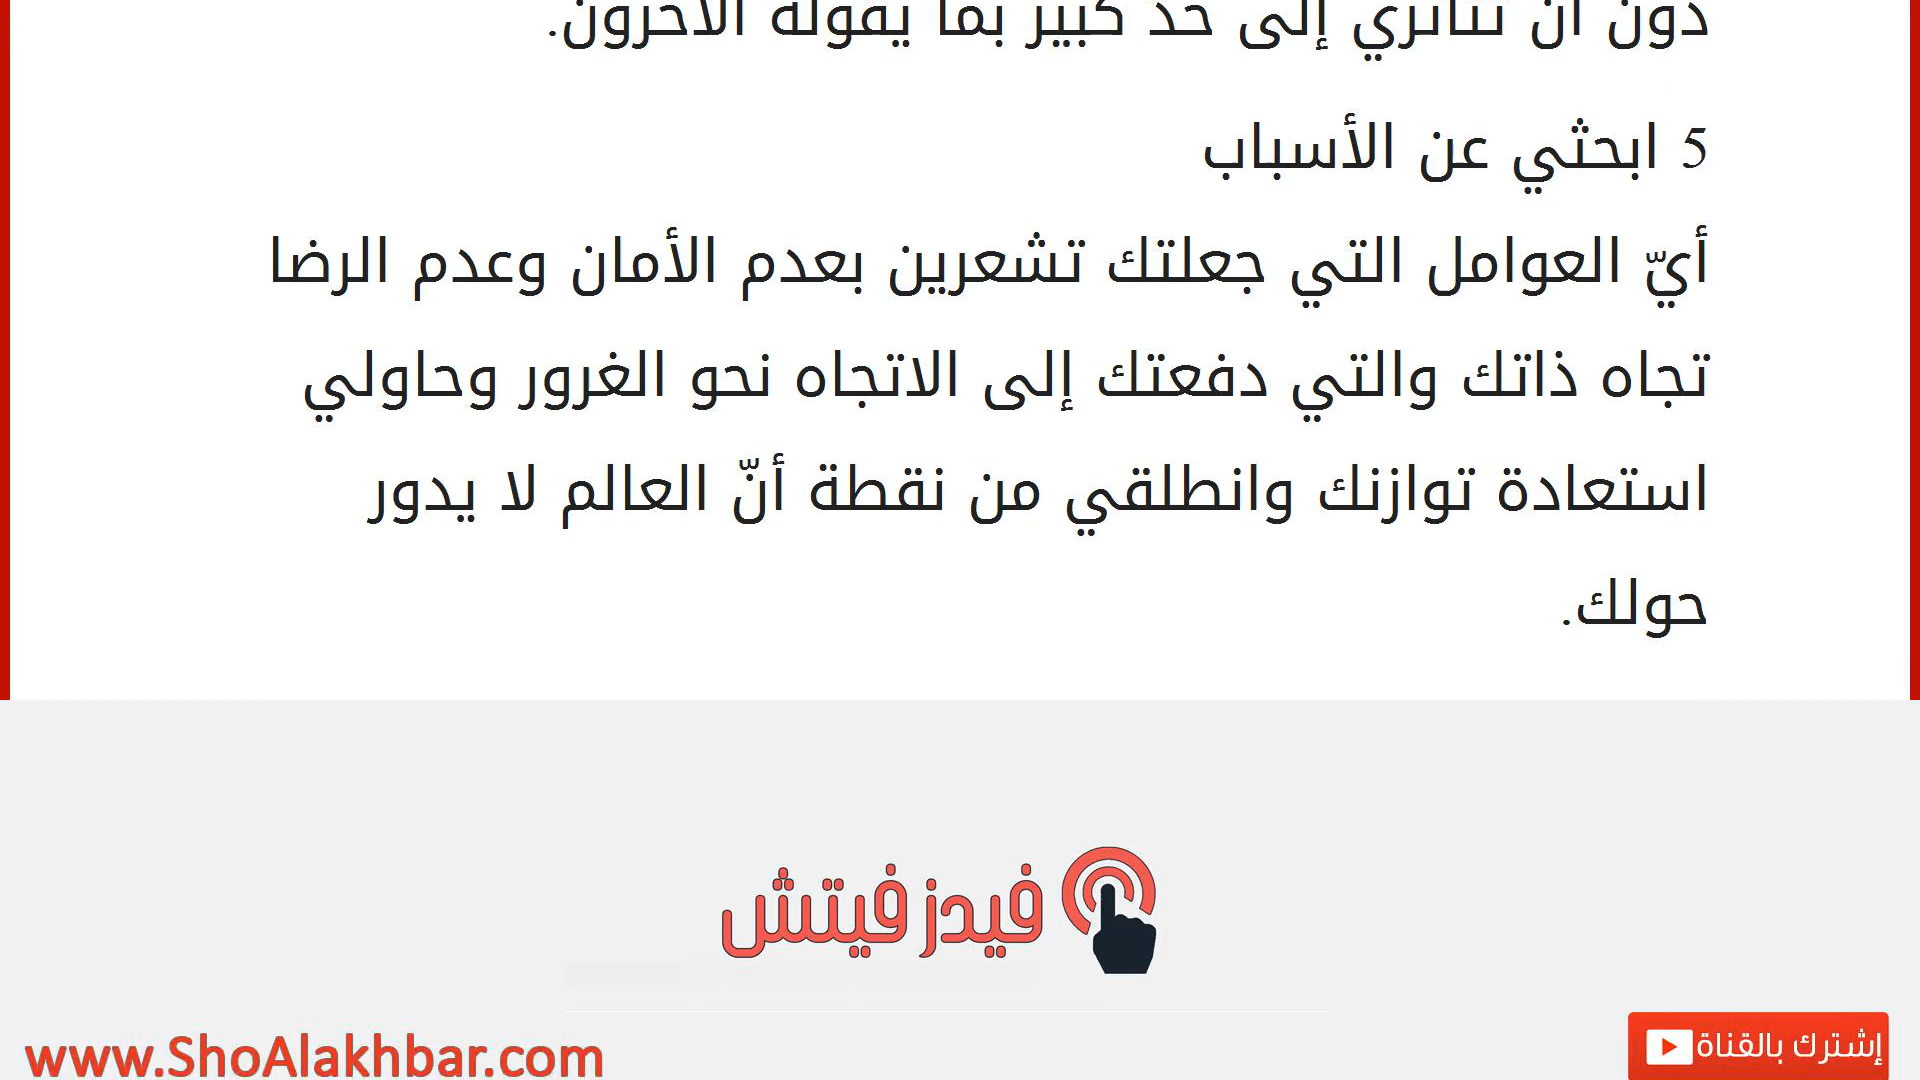 دون أن تتأثري إلى حد كبير بما يقوله الآخرون.
5 ابحثي عن الأسباب
أيّ العوامل التي جعلتك تشعرين بعدم الأمان وعدم الرضا
تجاه ذاتك والتي دفعتك إلى الاتجاه نحو الغرور وحاولي
استعادة توازنك وانطلقي من نقطة أنّ العالم لا يدور
حولك.
فيدز فيتش
www.ShoAlakhbar.com
إشترك بالقناة